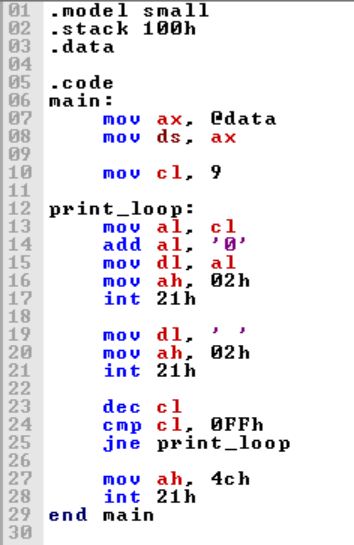 01 .model small
02 .stack 100h
03 .data
04
05 .code
06 main:
07 mov ax, @data
08 mov ds, ax
09
10 mov cl, 9
11
12 print_loop:
13 mov al, cl
14 add al, '0'
15 mov dl, al
16 mov ah, 02h
17 int 21h
18
19 mov dl, ' '
20 mov ah, 02h
21 int 21h
22
23 dec cl
24 cmp cl, 0FFh
25 jne print_loop
26
27 mov ah, 4ch
28 int 21h
29 end main
30